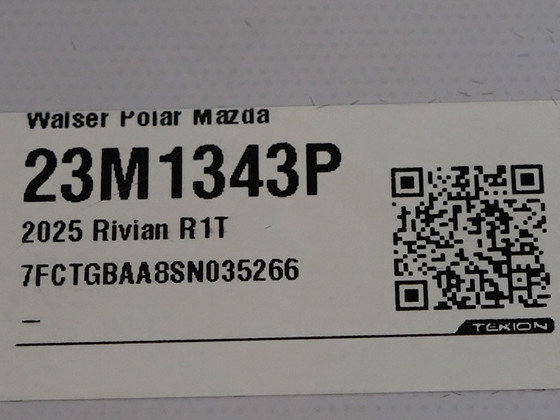 Walser Polar Mazda
23M1343P
2025 Rivian R1T
7FCTGBAA8SN035266
_
TEKION